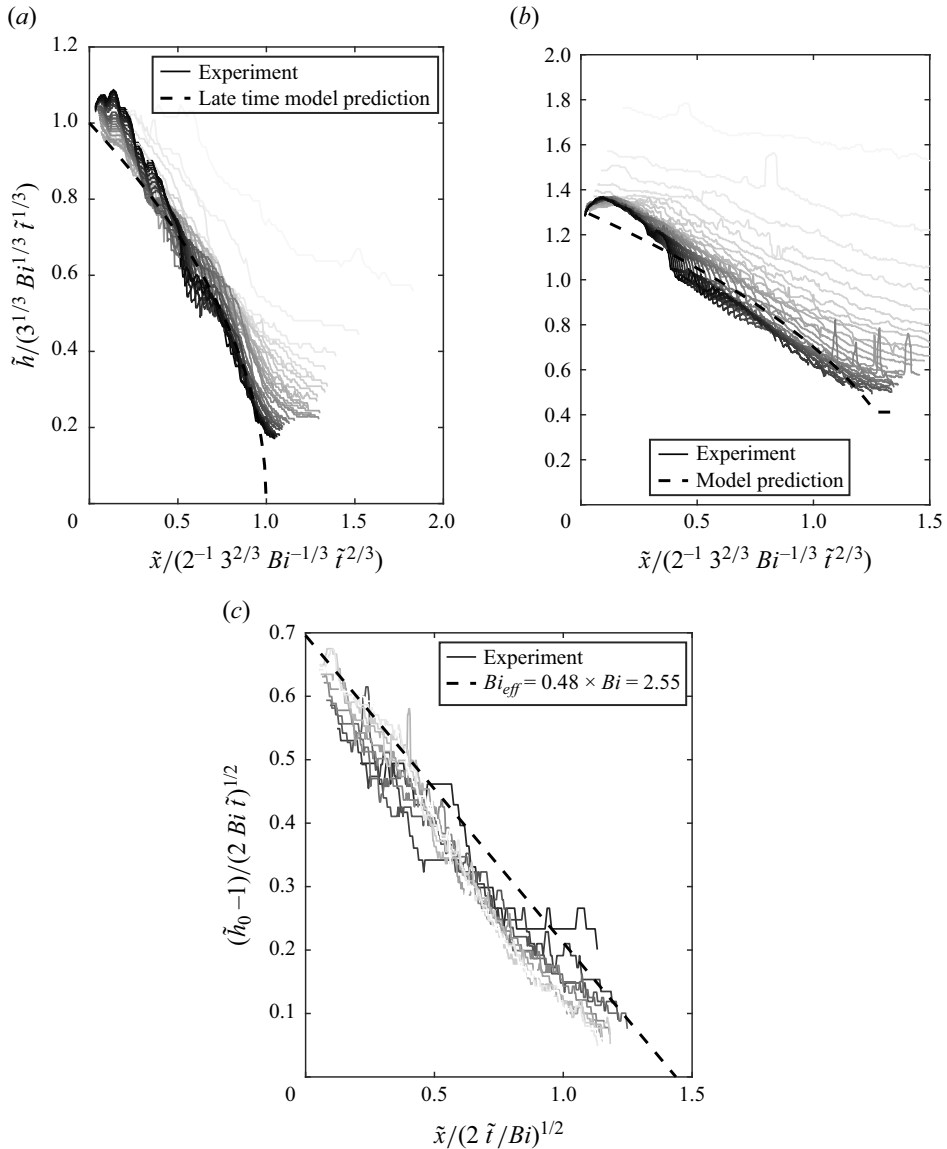 (a)
1.2
1.0
0.8
0.6
0.4
0.2
0
0.5
1.0
1.5
2.0
Experiment
Late time model prediction
h̃/(3^{1/3} Bi^{1/3} t̃^{1/3})
x̃/(2^{−1} 3^{2/3} Bi^{−1/3} t̃^{2/3})
(b)
2.0
1.8
1.6
1.4
1.2
1.0
0.8
0.6
0.4
0.2
0
0.5
1.0
1.5
Experiment
Model prediction
x̃/(2^{−1} 3^{2/3} Bi^{−1/3} t̃^{2/3})
(c)
0.7
0.6
0.5
0.4
0.3
0.2
0.1
0
0.5
1.0
1.5
Experiment
Bi_{eff} = 0.48 × Bi = 2.55
(h̃_0 −1)/(2 Bi t̃)^{1/2}
x̃/(2 t̃/Bi)^{1/2}